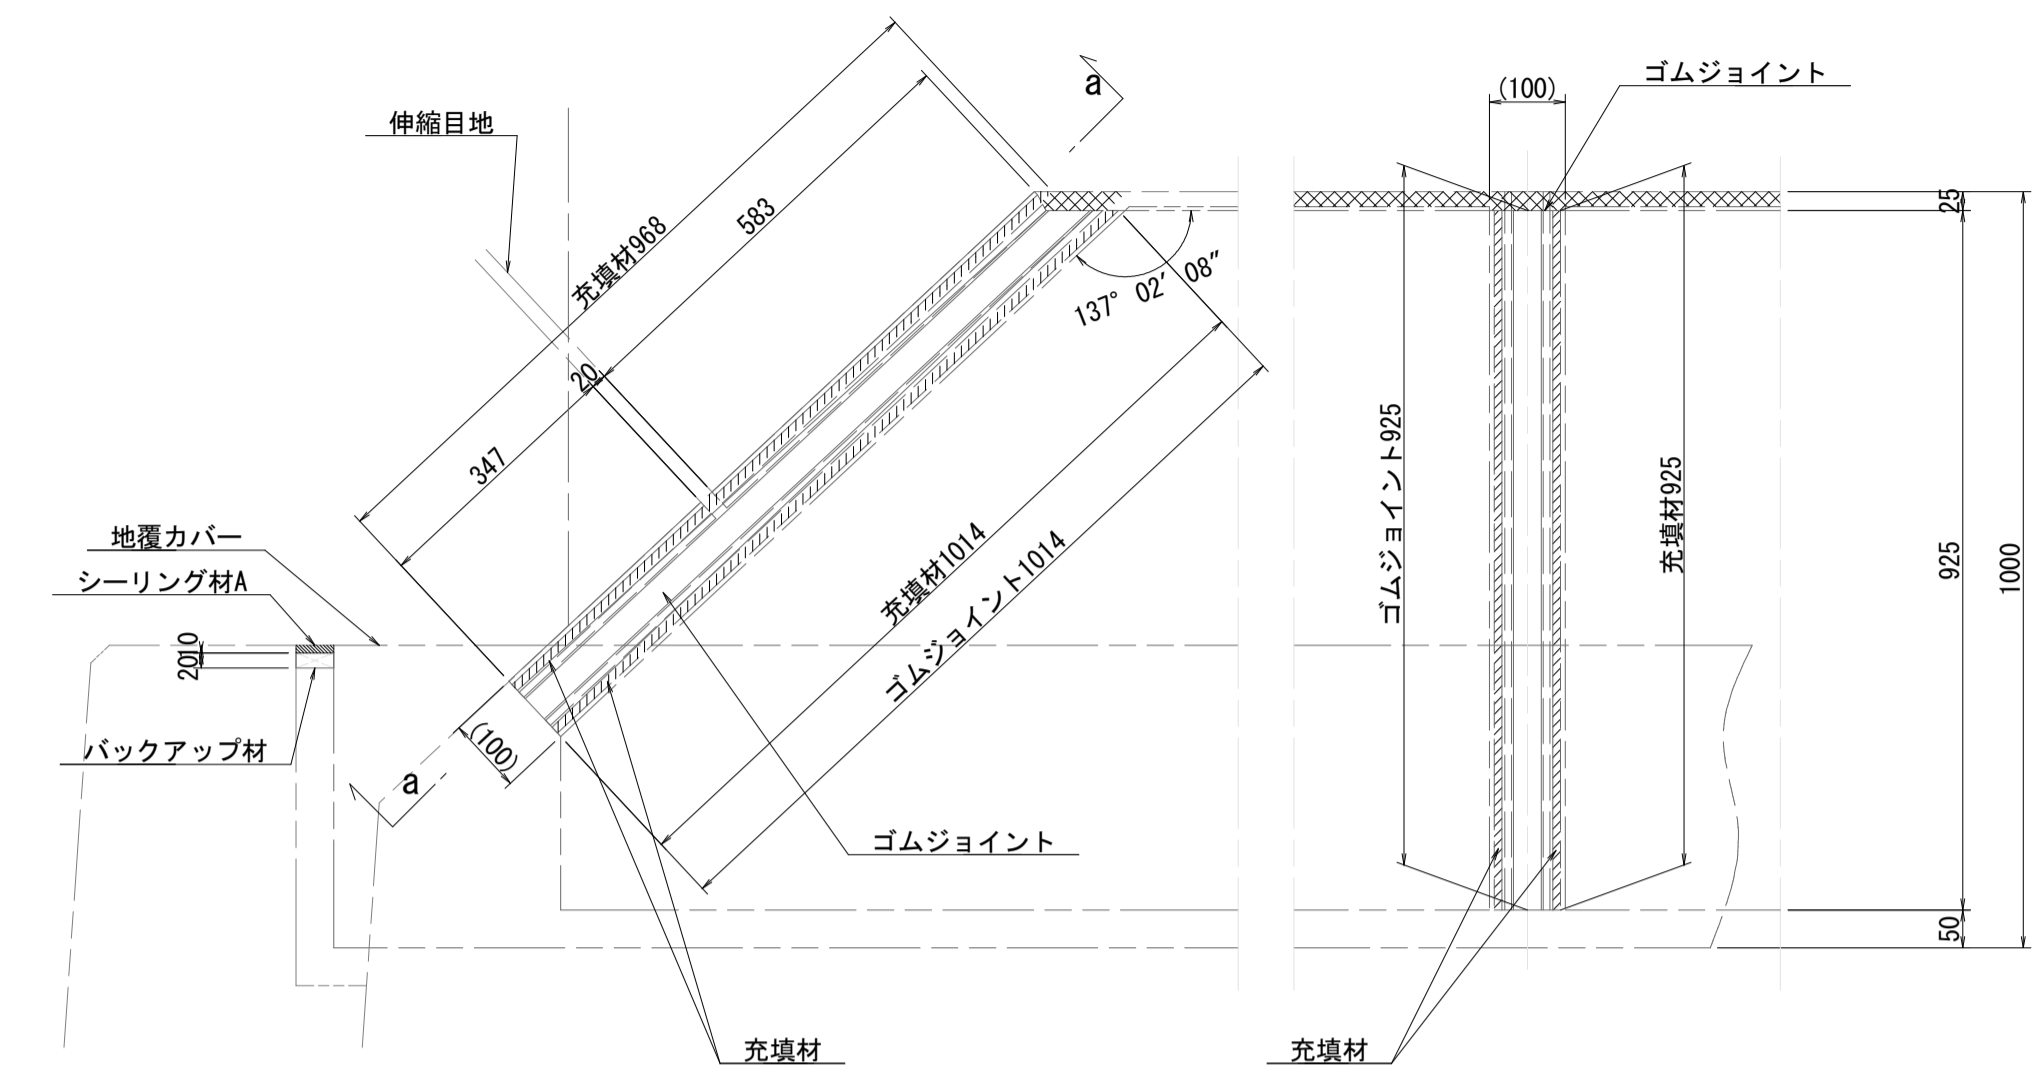 ゴムジョイント
(100)
a
伸縮目地
25
583
充填材968
137° 02′ 08″
20
ゴムジョイント925
347
充填材925
地覆カバー
充填材1014
925
1000
ゴムジョイント1014
シーリング材A
10
20
(100)
バックアップ材
a
ゴムジョイント
50
充填材
充填材